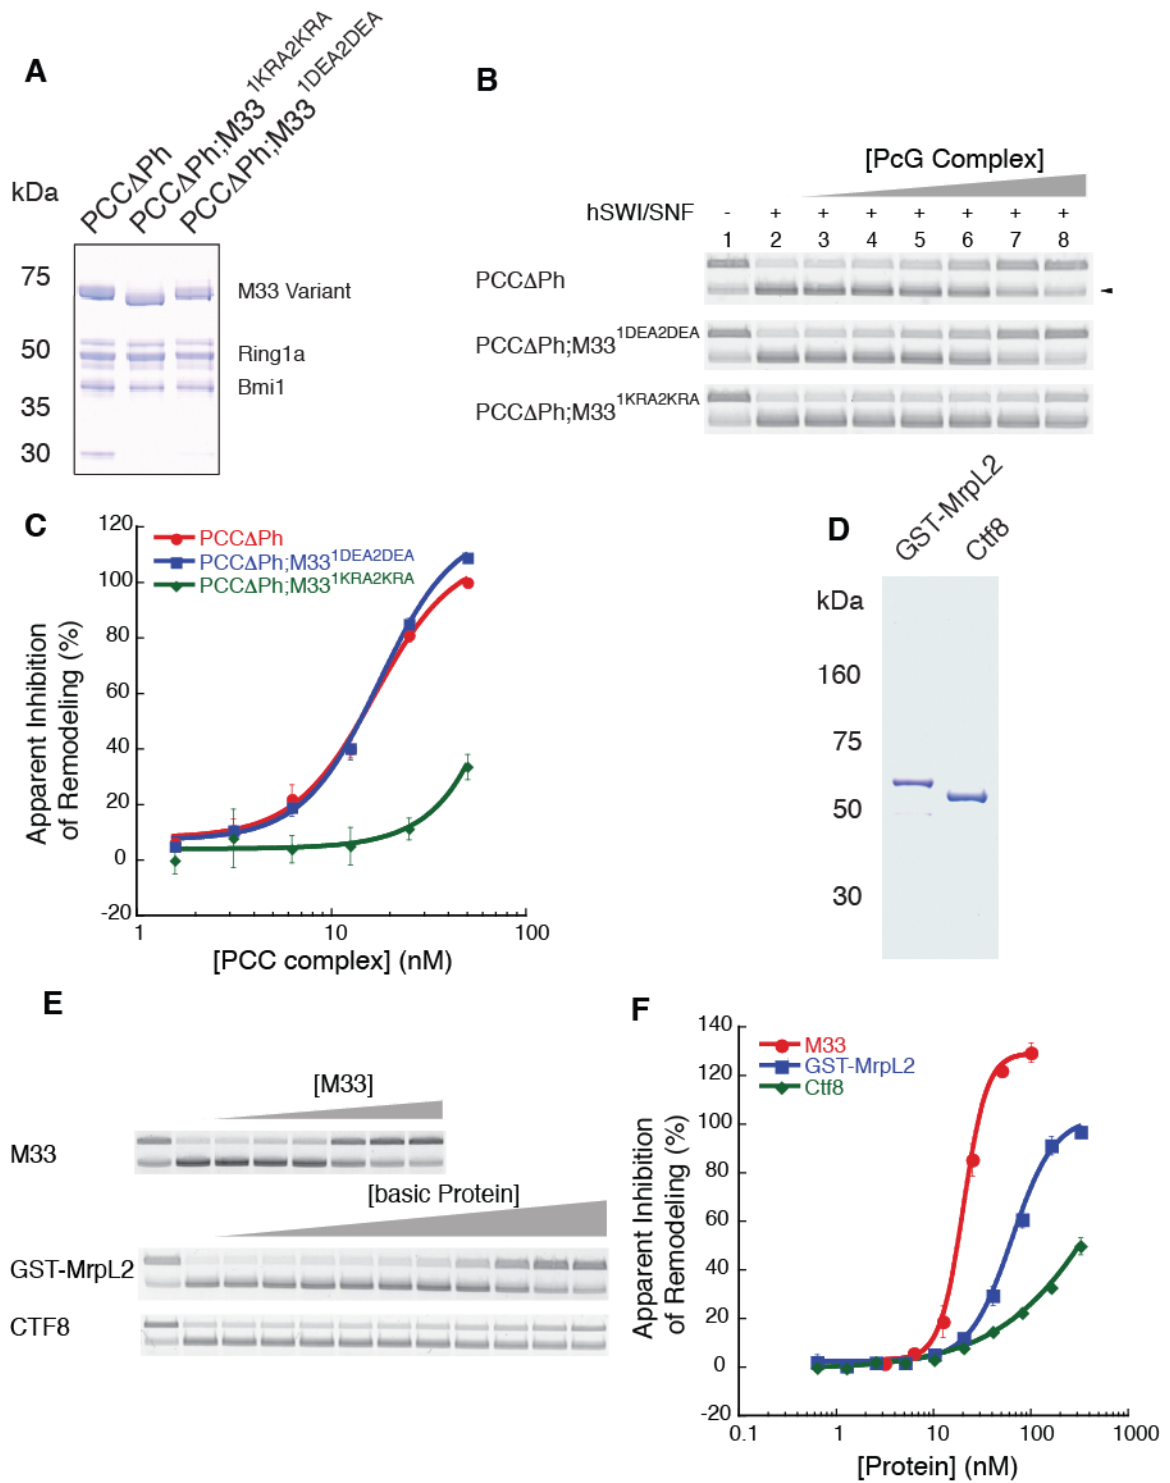 A
PCCΔPh
PCCΔPh;M33 1KRA2KRA
PCCΔPh;M33 1DEA2DEA
kDa
75
50
35
30
M33 Variant
Ring1a
Bmi1
B
[PcG Complex]
hSWI/SNF - + + + + + + +
1 2 3 4 5 6 7 8
PCCΔPh
PCCΔPh;M33 1DEA2DEA
PCCΔPh;M33 1KRA2KRA
C
PCCΔPh
PCCΔPh;M33 1DEA2DEA
PCCΔPh;M33 1KRA2KRA
120
100
80
60
40
20
0
-20
Apparent Inhibition
of Remodeling (%)
1 10 100
[PCC complex] (nM)
D
GST-MrpL2
Ctf8
kDa
160
75
50
30
E
[M33]
M33
[basic Protein]
GST-MrpL2
CTF8
F
M33
GST-MrpL2
Ctf8
140
120
100
80
60
40
20
0
-20
Apparent Inhibition
of Remodeling (%)
0.1 1 10 100 1000
[Protein] (nM)